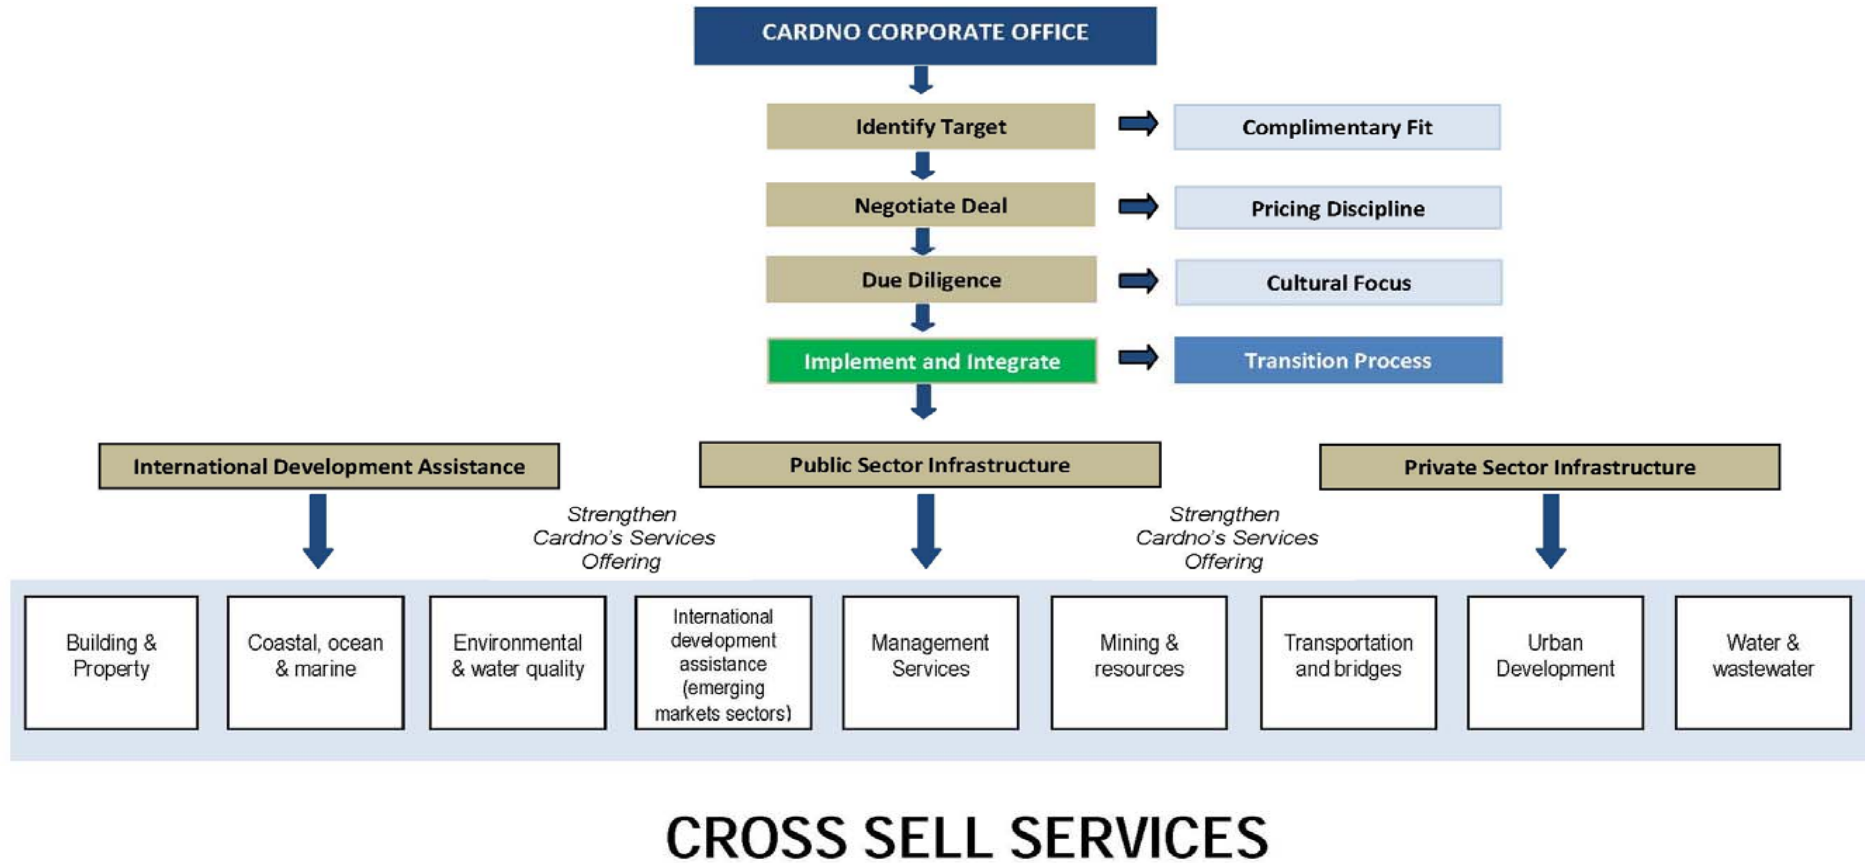 CARDNO CORPORATE OFFICE
Identify Target
Complimentary Fit
Negotiate Deal
Pricing Discipline
Due Diligence
Cultural Focus
Implement and Integrate
Transition Process
International Development Assistance
Public Sector Infrastructure
Private Sector Infrastructure
Strengthen
Cardno's Services
Offering
Strengthen
Cardno's Services
Offering
Building &
Property
Coastal, ocean
& marine
Environmental
& water quality
International
development
assistance
(emerging
markets sectors)
Management
Services
Mining &
resources
Transportation
and bridges
Urban
Development
Water &
wastewater
CROSS SELL SERVICES